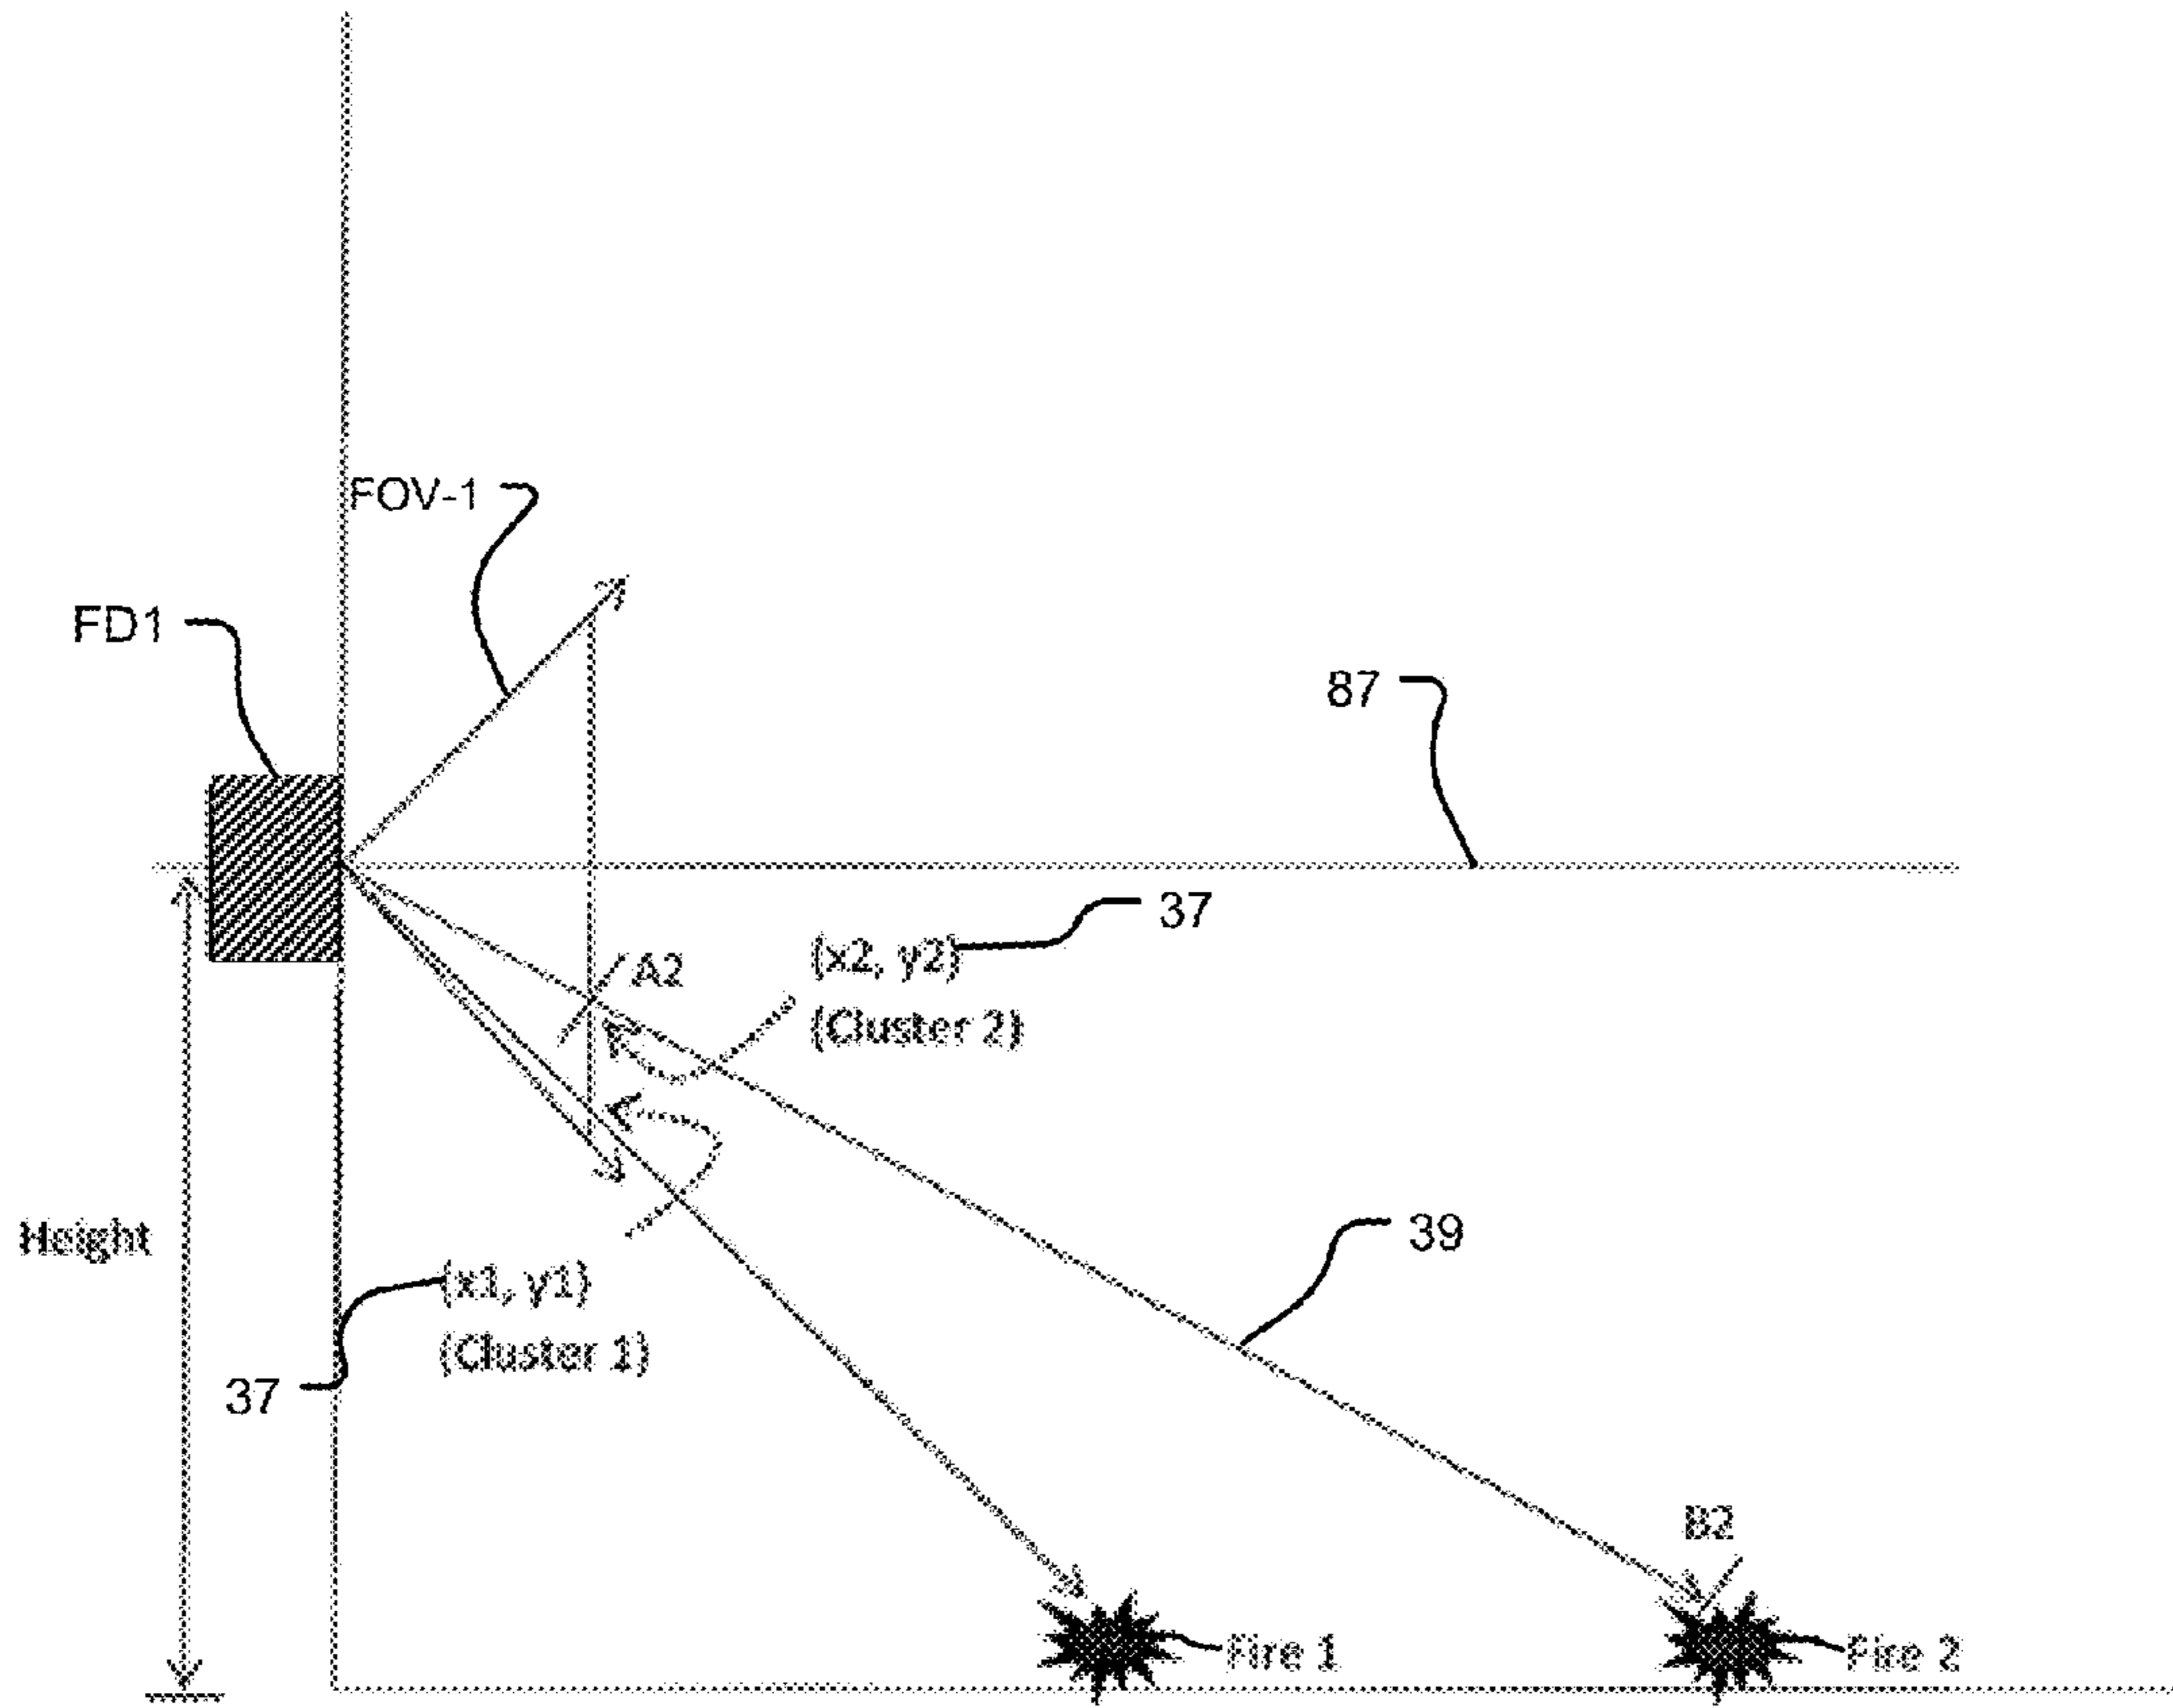 FOV-1
FD1
87
37
A2
(x2, y2)
(Cluster 2)
39
Height
(x1, y1)
(Cluster 1)
37
B2
Fire 1
Fire 2